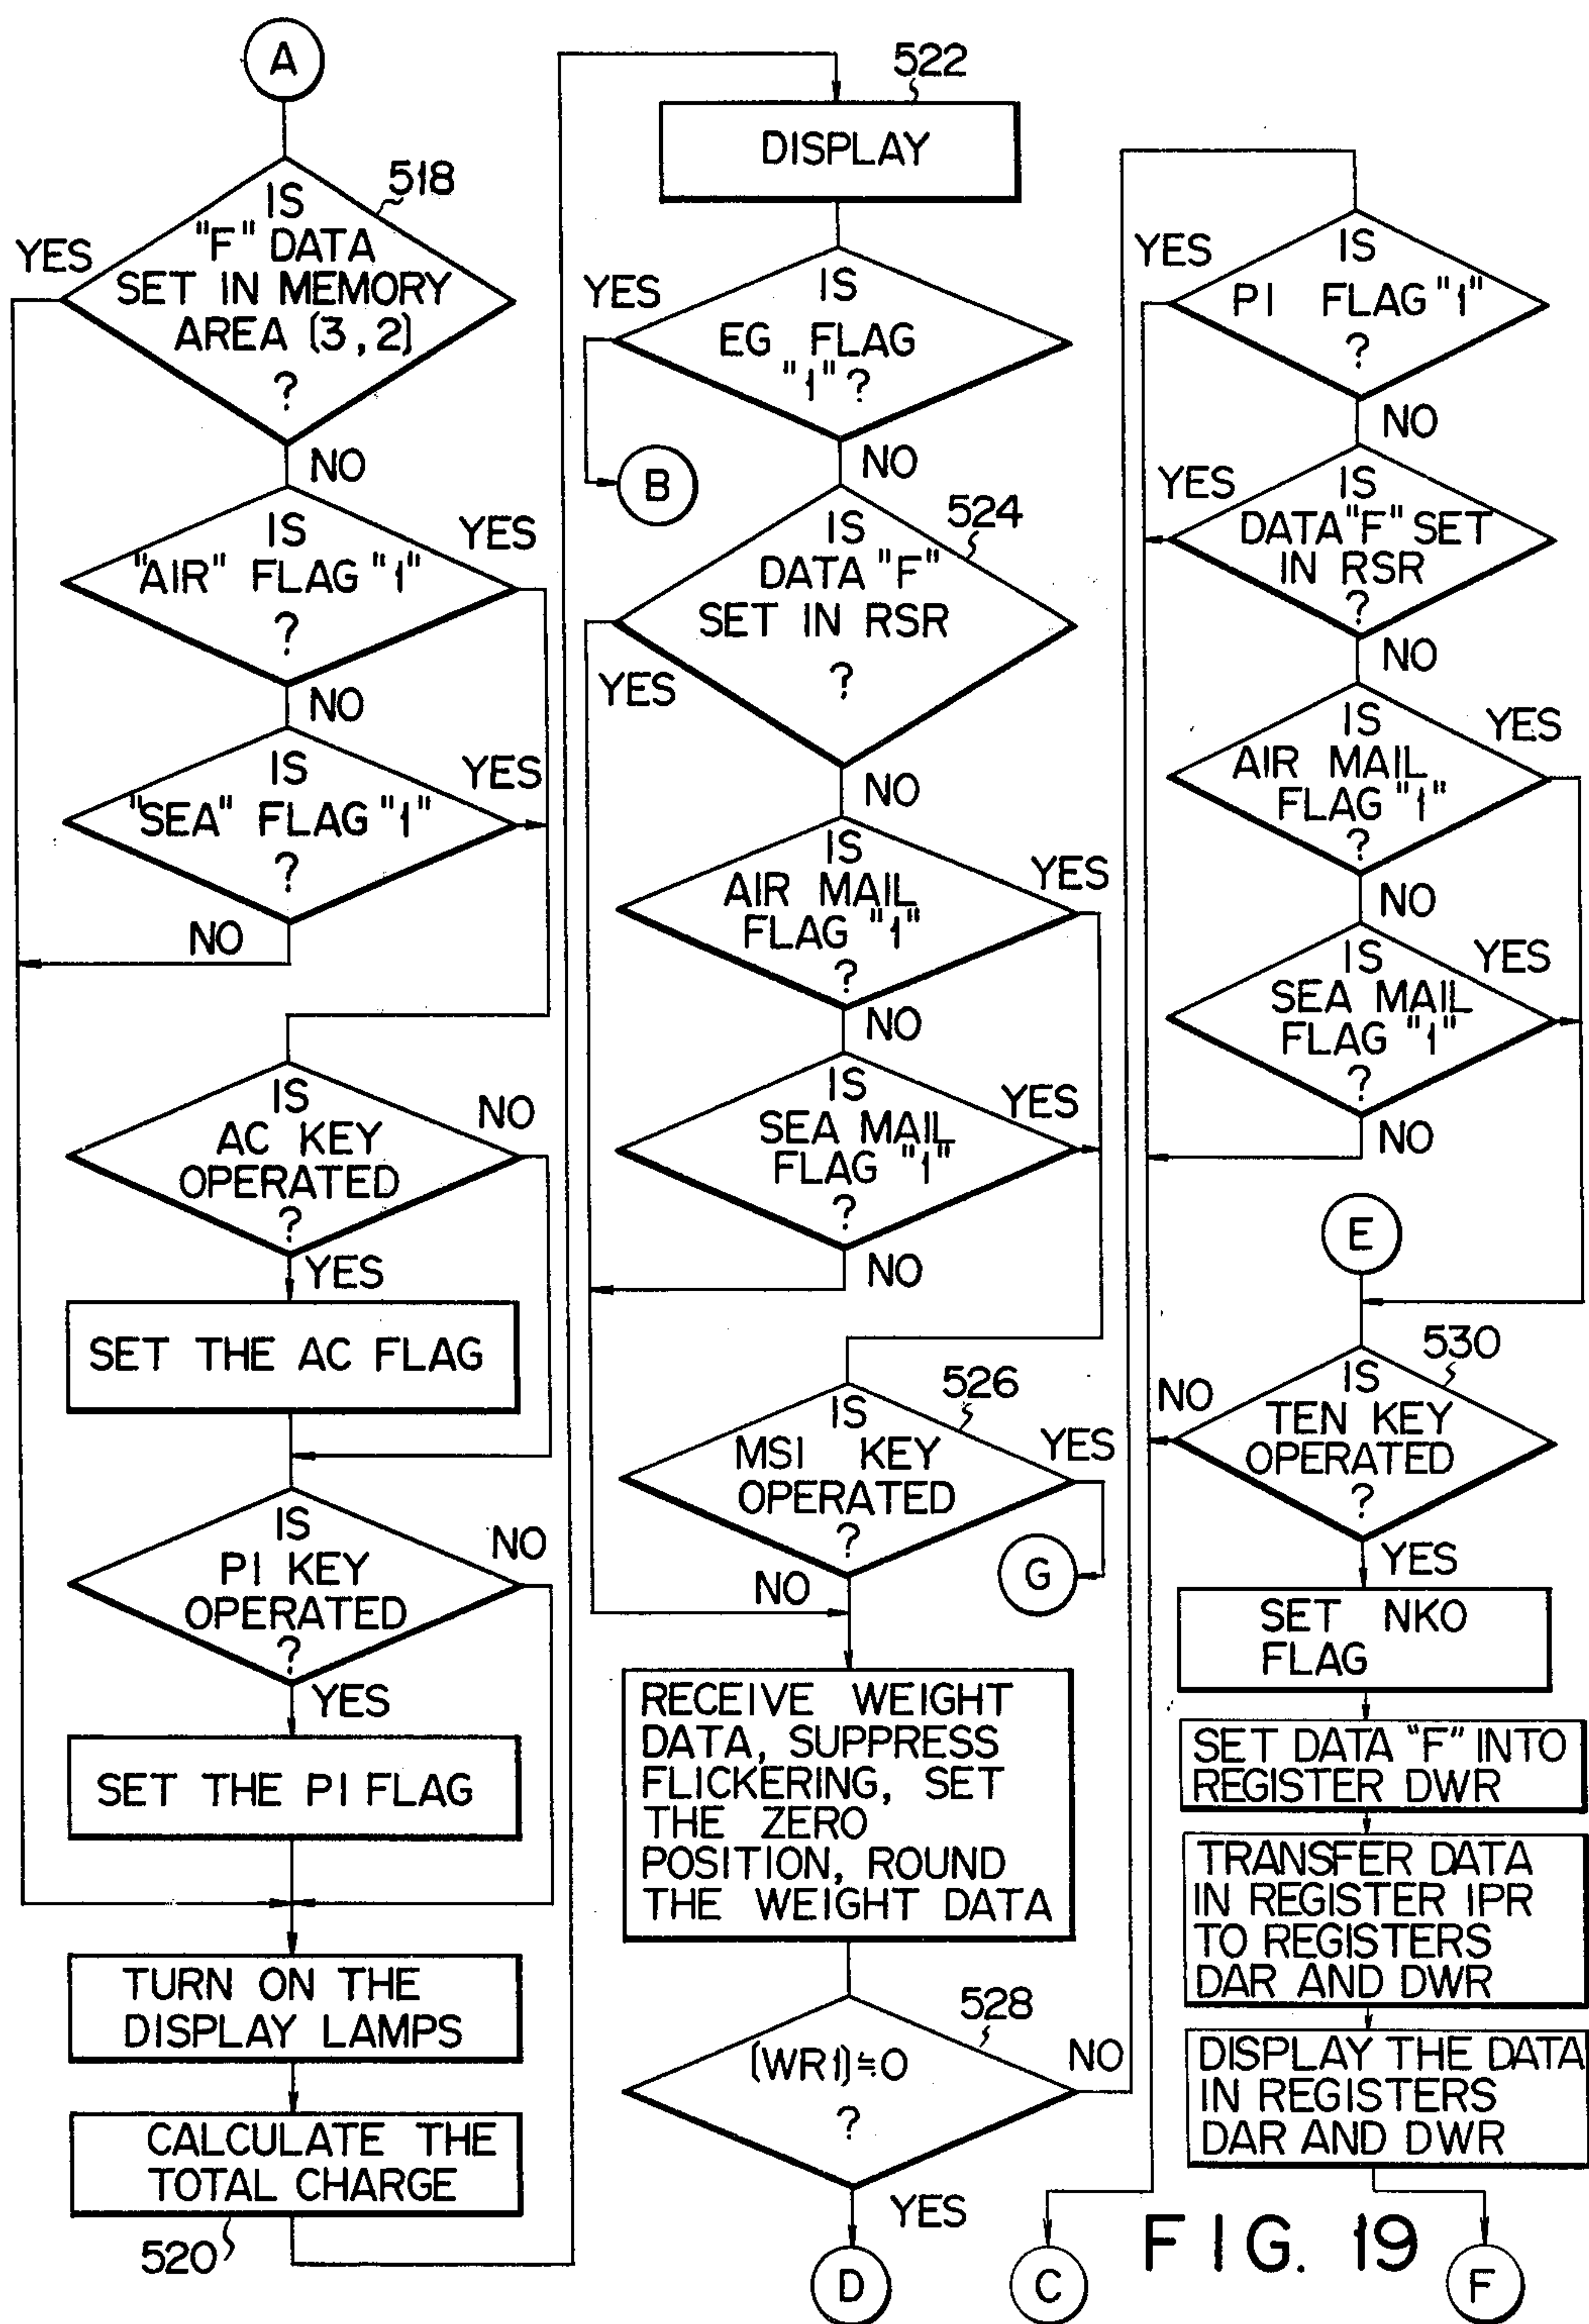 A
518
IS
"F" DATA
SET IN MEMORY
AREA (3,2)
?
YES
NO
IS
"AIR" FLAG "1"
?
YES
NO
IS
"SEA" FLAG "1"
?
YES
NO
IS
AC KEY
OPERATED
?
NO
YES
SET THE AC FLAG
IS
PI KEY
OPERATED
?
NO
YES
SET THE PI FLAG
TURN ON THE
DISPLAY LAMPS
CALCULATE THE
TOTAL CHARGE
520
522
DISPLAY
IS
EG FLAG
"1" ?
YES
B
NO
524
IS
DATA "F"
SET IN RSR
?
YES
NO
IS
AIR MAIL
FLAG "1"
?
YES
NO
IS
SEA MAIL
FLAG "1"
?
YES
NO
526
IS
MSI KEY
OPERATED
?
YES
G
NO
RECEIVE WEIGHT
DATA, SUPPRESS
FLICKERING, SET
THE ZERO
POSITION, ROUND
THE WEIGHT DATA
528
(WR1)≒0
?
NO
YES
D
IS
PI FLAG "1"
?
YES
NO
IS
DATA "F" SET
IN RSR
?
YES
NO
IS
AIR MAIL
FLAG "1"
?
YES
NO
IS
SEA MAIL
FLAG "1"
?
YES
NO
E
530
IS
TEN KEY
OPERATED
?
NO
YES
SET NKO
FLAG
SET DATA "F" INTO
REGISTER DWR
TRANSFER DATA
IN REGISTER IPR
TO REGISTERS
DAR AND DWR
DISPLAY THE DATA
IN REGISTERS
DAR AND DWR
C
F
FIG. 19